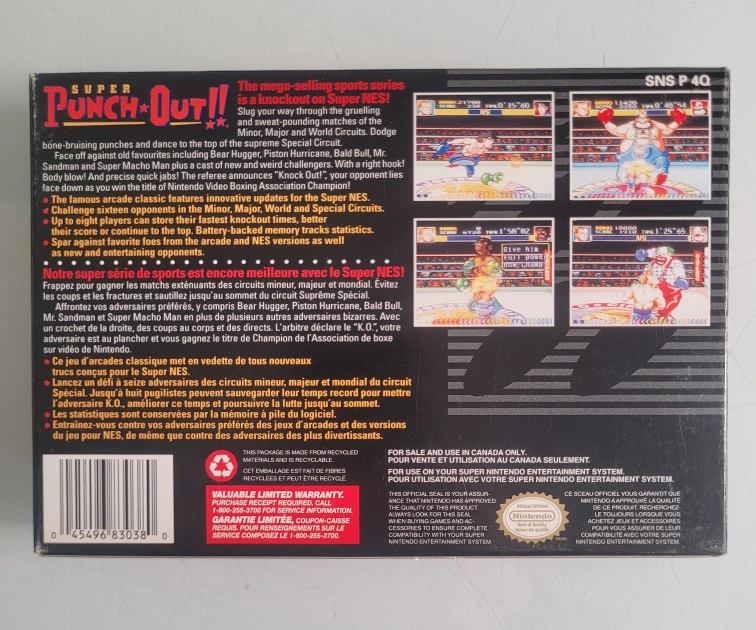 SNS P 4Q
SUPER
PUNCH★OUT!!
The mega-selling sports series
is a knockout on Super NES!
Slug your way through the gruelling
and sweat-pounding matches of the
Minor, Major and World Circuits. Dodge
bone-bruising punches and dance to the top of the supreme Special Circuit.
Face off against old favourites including Bear Hugger, Piston Hurricane, Bald Bull, Mr.
Sandman and Super Macho Man plus a cast of new and weird challengers. With a right hook!
Body blow! And precise quick jabs! The referee announces "Knock Out!", your opponent lies
face down as you win the title of Nintendo Video Boxing Association Champion!
• The famous arcade classic features innovative updates for the Super NES.
• Challenge sixteen opponents in the Minor, Major, World and Special Circuits.
• Up to eight players can store their fastest knockout times, better
their score or continue to the top. Battery-backed memory tracks statistics.
• Spar against favorite foes from the arcade and NES versions as well
as new and entertaining opponents.
Notre super série de sports est encore meilleure avec le Super NES!
Frappez pour gagner les matchs exténuants des circuits mineur, majeur et mondial. Évitez
les coups et les fractures et sautillez jusqu'au sommet du circuit Suprême Spécial.
Affrontez vos adversaires préférés, y compris Bear Hugger, Piston Hurricane, Bald Bull,
Mr. Sandman et Super Macho Man en plus de plusieurs autres adversaires bizarres. Avec
un crochet de la droite, des coups au corps et des directs. L'arbitre déclare le "K.O.", votre
adversaire est au plancher et vous gagnez le titre de Champion de l'Association de boxe
sur vidéo de Nintendo.
• Ce jeu d'arcades classique met en vedette de tous nouveaux
trucs conçus pour le Super NES.
• Lancez un défi à seize adversaires des circuits mineur, majeur et mondial du circuit
Spécial. Jusqu'à huit pugilistes peuvent sauvegarder leur temps record pour mettre
l'adversaire K.O., améliorer ce temps et poursuivre la lutte jusqu'au sommet.
• Les statistiques sont conservées par la mémoire à pile du logiciel.
• Entraînez-vous contre vos adversaires préférés des jeux d'arcades et des versions
du jeu pour NES, de même que contre des adversaires des plus divertissants.
TIME 0'15"60
TIME 0'40"54
1'50"82
Give him
TIME 1'25"65
THIS PACKAGE IS MADE FROM RECYCLED
MATERIALS AND IS RECYCLABLE.
CET EMBALLAGE EST FAIT DE FIBRES
RECYCLÉES ET PEUT ÊTRE RECYCLÉ.
VALUABLE LIMITED WARRANTY.
PURCHASE RECEIPT REQUIRED. CALL
1-800-255-3700 FOR SERVICE INFORMATION.
GARANTIE LIMITÉE, COUPON-CAISSE
REQUIS. POUR RENSEIGNEMENTS SUR LE
SERVICE COMPOSEZ LE 1-800-255-3700.
0 45496 83038 0
FOR SALE AND USE IN CANADA ONLY.
POUR VENTE ET UTILISATION AU CANADA SEULEMENT.
FOR USE ON YOUR SUPER NINTENDO ENTERTAINMENT SYSTEM.
POUR UTILISATION AVEC VOTRE SUPER NINTENDO ENTERTAINMENT SYSTEM.
THIS OFFICIAL SEAL IS YOUR ASSUR-
ANCE THAT NINTENDO HAS APPROVED
THE QUALITY OF THIS PRODUCT.
ALWAYS LOOK FOR THIS SEAL
WHEN BUYING GAMES AND AC-
CESSORIES TO ENSURE COMPLETE
COMPATIBILITY WITH YOUR SUPER
NINTENDO ENTERTAINMENT SYSTEM.
Nintendo
CE SCEAU OFFICIEL VOUS GARANTIT QUE
NINTENDO A APPROUVÉ LA QUALITÉ
DE CE PRODUIT. RECHERCHEZ-
LE TOUJOURS LORSQUE VOUS
ACHETEZ JEUX ET ACCESSOIRES
POUR VOUS ASSURER DE LEUR
COMPATIBILITÉ AVEC VOTRE SUPER
NINTENDO ENTERTAINMENT SYSTEM.